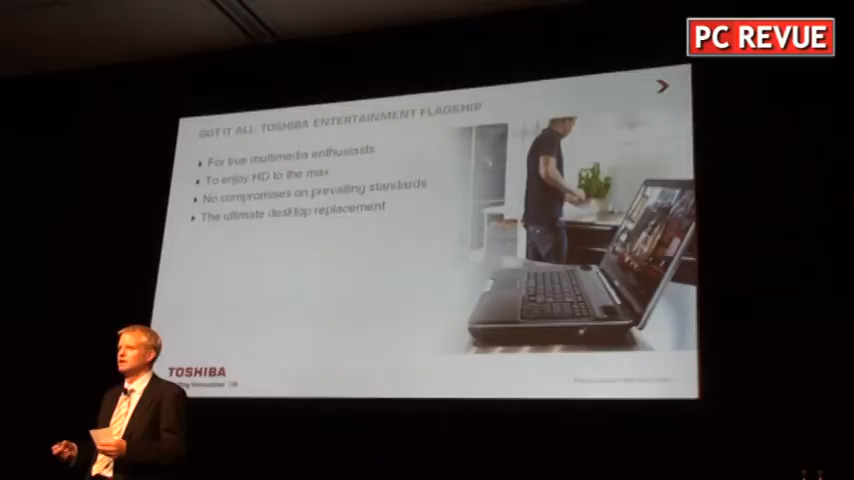 PC REVUE
GOT IT ALL: TOSHIBA ENTERTAINMENT FLAGSHIP
For true multimedia enthusiasts
To enjoy HD to the max
No compromises on prevailing standards
The ultimate desktop replacement
TOSHIBA
Innovation